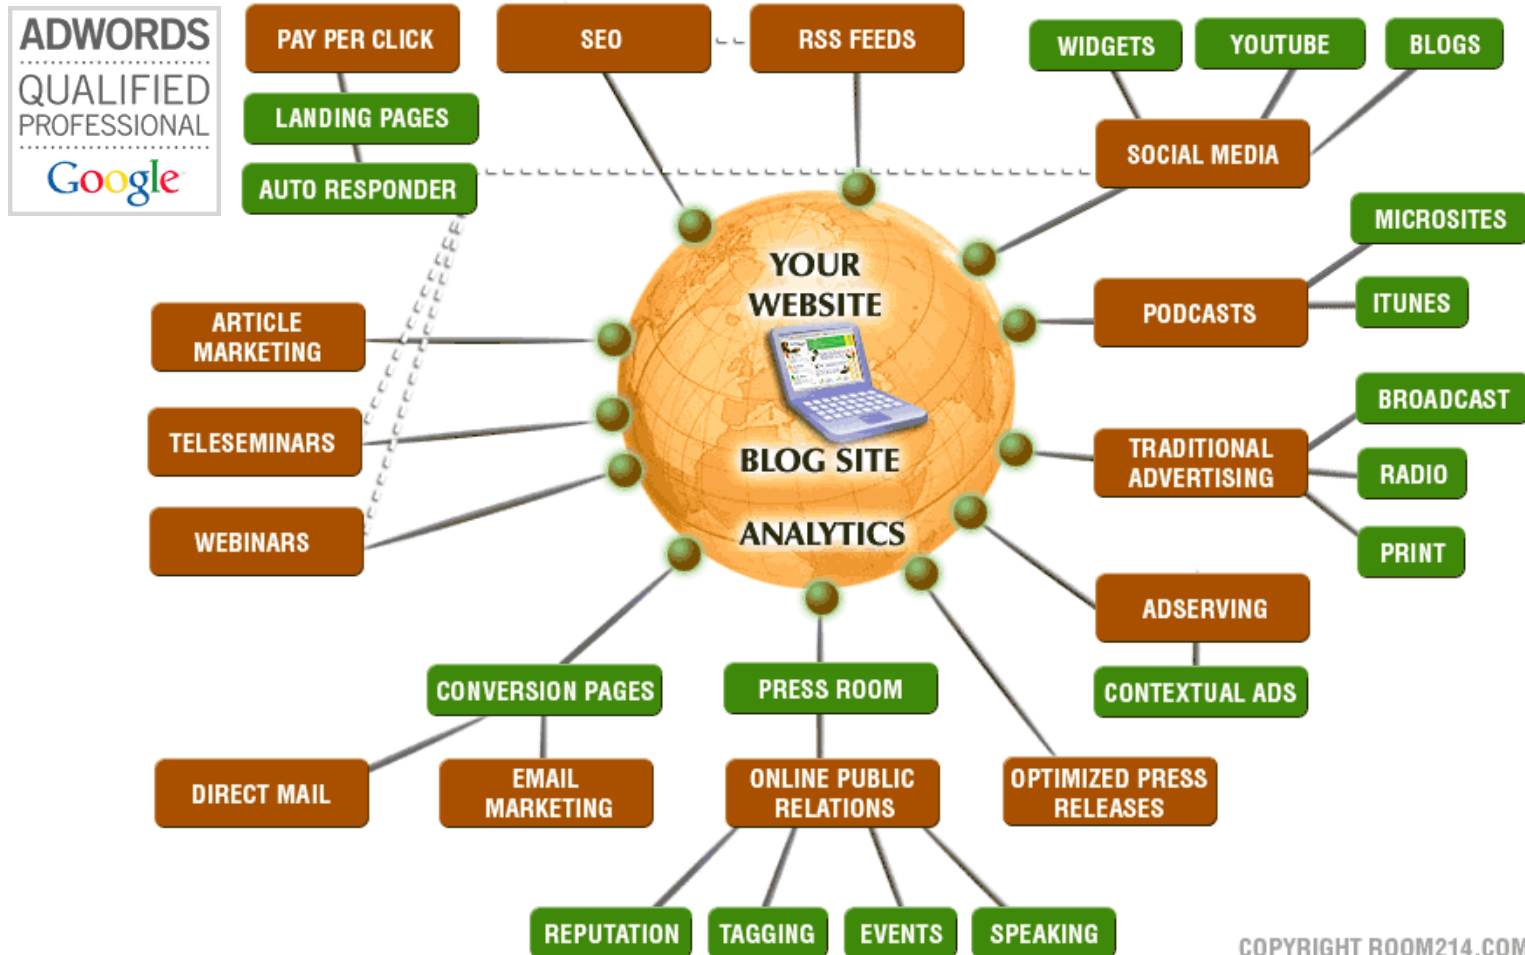 ADWORDS
QUALIFIED
PROFESSIONAL
Google
PAY PER CLICK
SEO
RSS FEEDS
WIDGETS
YOUTUBE
BLOGS
LANDING PAGES
SOCIAL MEDIA
AUTO RESPONDER
MICROSITES
YOUR
WEBSITE
PODCASTS
ITUNES
ARTICLE
MARKETING
BROADCAST
TELESEMINARS
BLOG SITE
TRADITIONAL
ADVERTISING
RADIO
WEBINARS
ANALYTICS
PRINT
ADSERVING
CONVERSION PAGES
PRESS ROOM
CONTEXTUAL ADS
DIRECT MAIL
EMAIL
MARKETING
ONLINE PUBLIC
RELATIONS
OPTIMIZED PRESS
RELEASES
REPUTATION
TAGGING
EVENTS
SPEAKING
COPYRIGHT ROOM214.COM